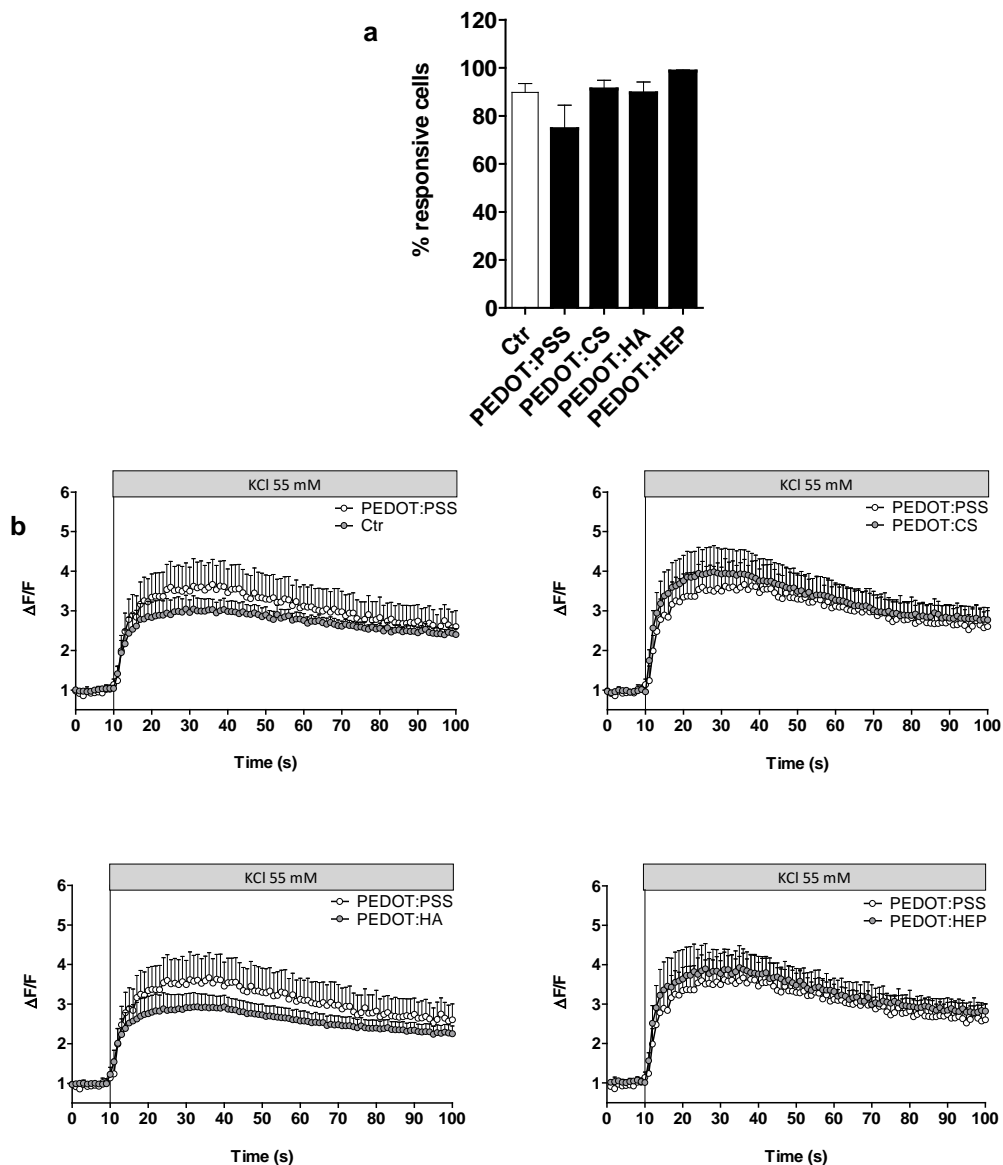 a
% responsive cells
120
100
80
60
40
20
0
Ctr
PEDOT:PSS
PEDOT:CS
PEDOT:HA
PEDOT:HEP
b
KCl 55 mM
PEDOT:PSS
Ctr
ΔF/F
6
5
4
3
2
1
0 10 20 30 40 50 60 70 80 90 100
Time (s)
KCl 55 mM
PEDOT:PSS
PEDOT:CS
ΔF/F
6
5
4
3
2
1
0 10 20 30 40 50 60 70 80 90 100
Time (s)
KCl 55 mM
PEDOT:PSS
PEDOT:HA
ΔF/F
6
5
4
3
2
1
0 10 20 30 40 50 60 70 80 90 100
Time (s)
KCl 55 mM
PEDOT:PSS
PEDOT:HEP
ΔF/F
6
5
4
3
2
1
0 10 20 30 40 50 60 70 80 90 100
Time (s)